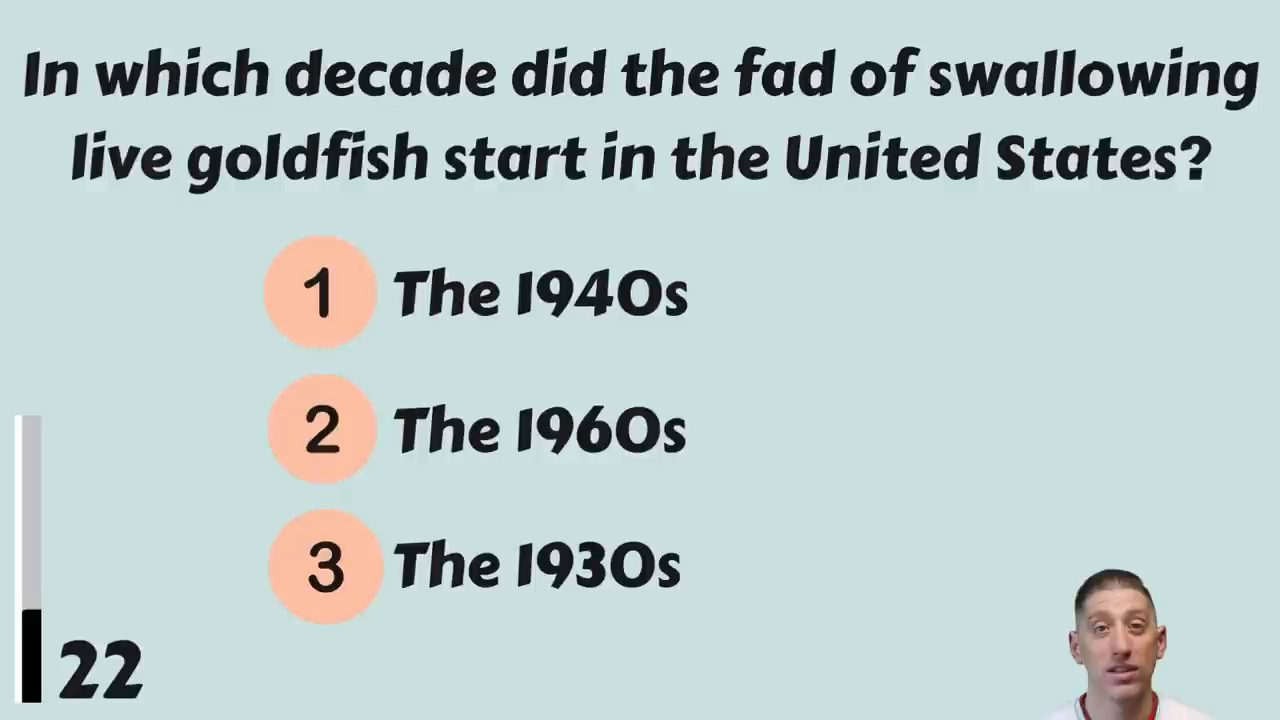 In which decade did the fad of swallowing
live goldfish start in the United States?
1 The 1940s
2 The 1960s
3 The 1930s
22